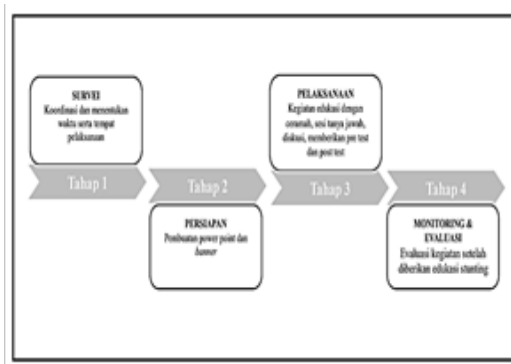 SURVEI
Koordinasi dan menentukan
waktu serta tempat
pelaksanaan
Tahap 1
Tahap 2
PERSIAPAN
Pembuatan power point dan
banner
PELAKSANAAN
Kegiatan edukasi dengan
ceramah, sesi tanya jawab,
diskusi, memberikan pre test
dan post test
Tahap 3
Tahap 4
MONITORING &
EVALUASI
Evaluasi kegiatan setelah
diberikan edukasi stunting